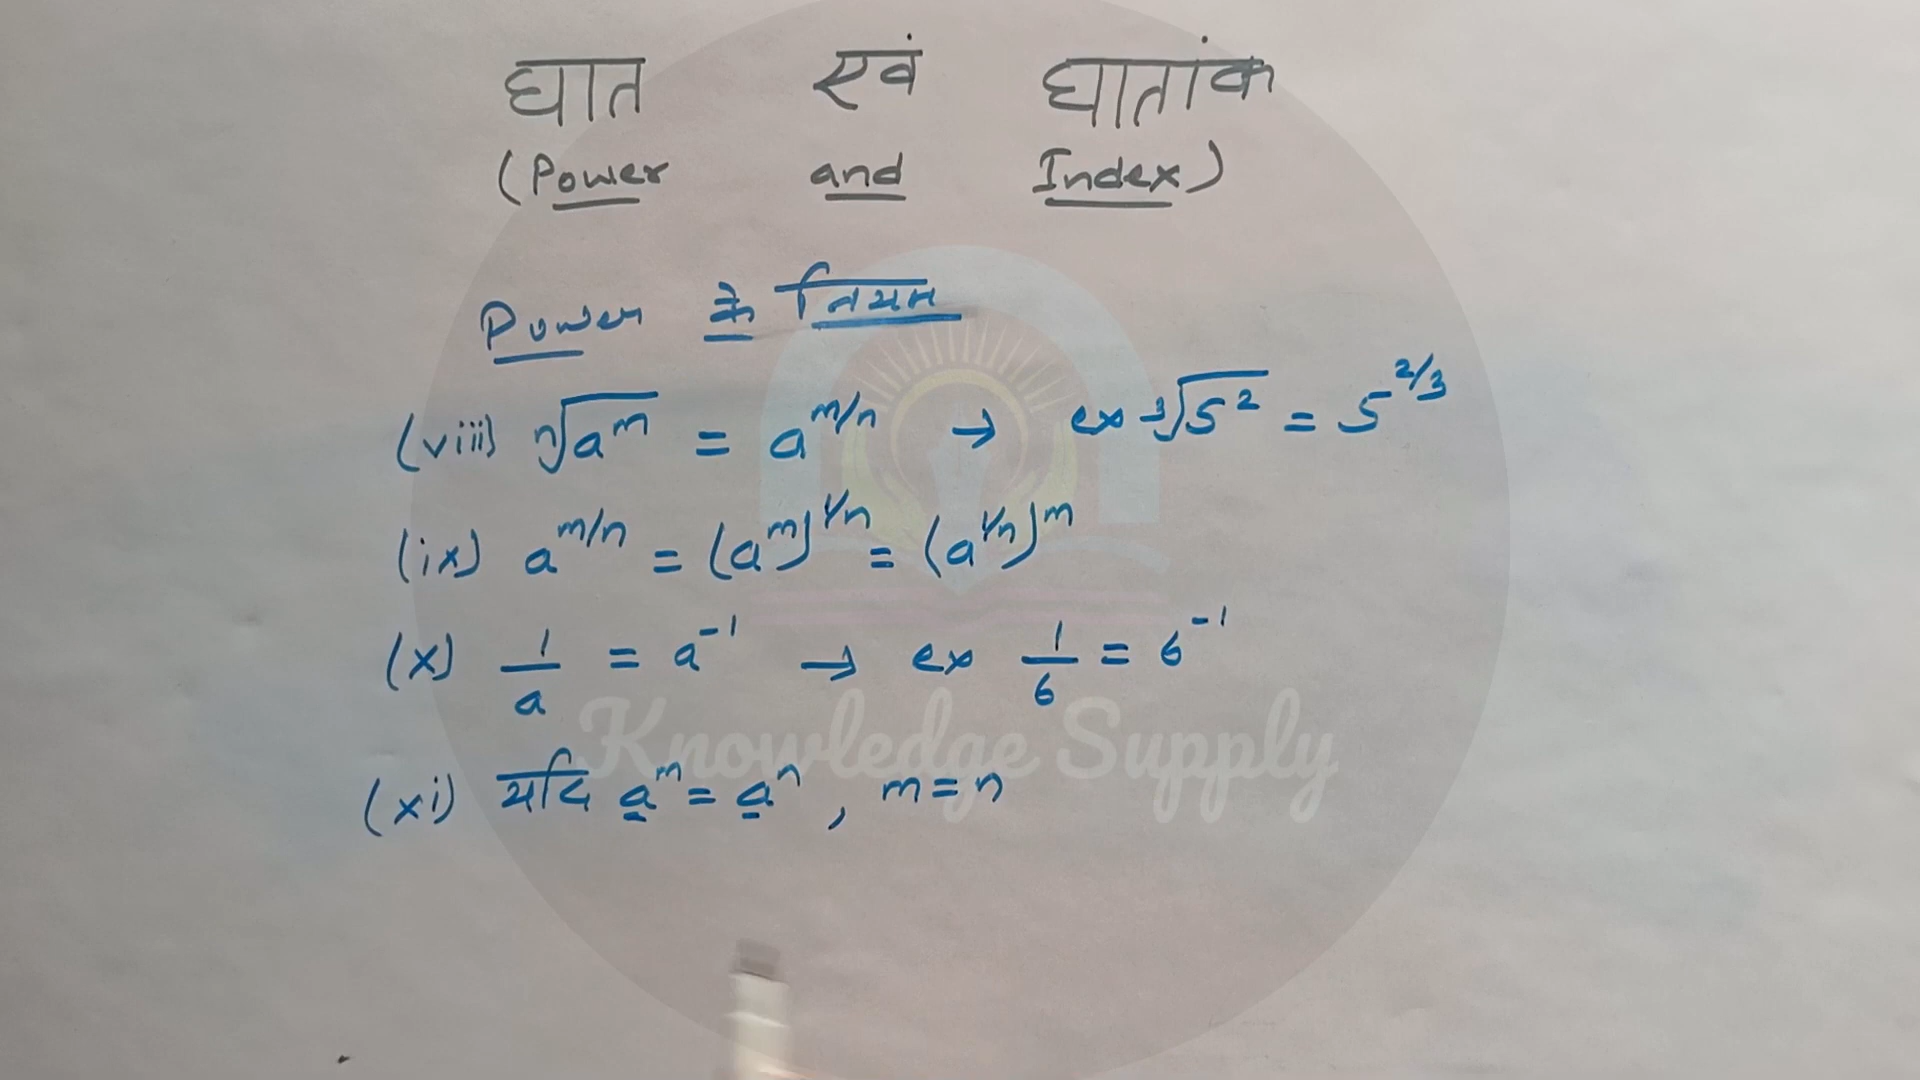 घात एवं घातांक
(Power and Index)
Power के नियम
(viii) ⁿ√aᵐ = a^m/n → ex ³√5² = 5^2/3
(ix) a^m/n = (aᵐ)^1/n = (a^1/n)ᵐ
(x) 1/a = a⁻¹ → ex 1/6 = 6⁻¹
Knowledge Supply
(xi) यदि aᵐ = aⁿ, m = n